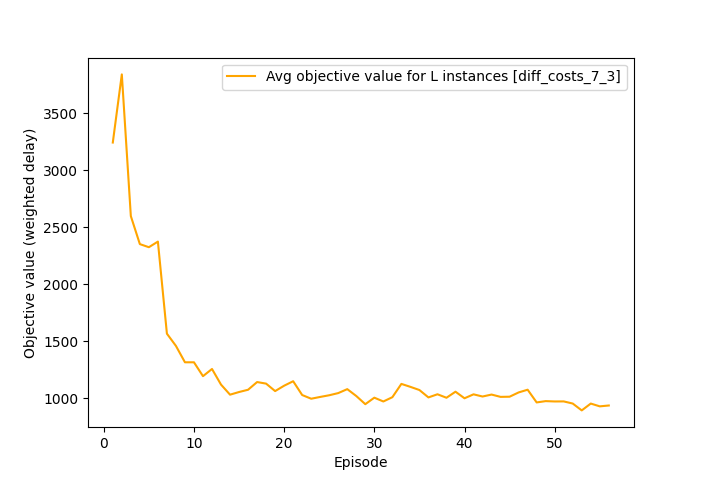 Avg objective value for L instances [diff_costs_7_3]
Objective value (weighted delay)
3500
3000
2500
2000
1500
1000
0 10 20 30 40 50
Episode